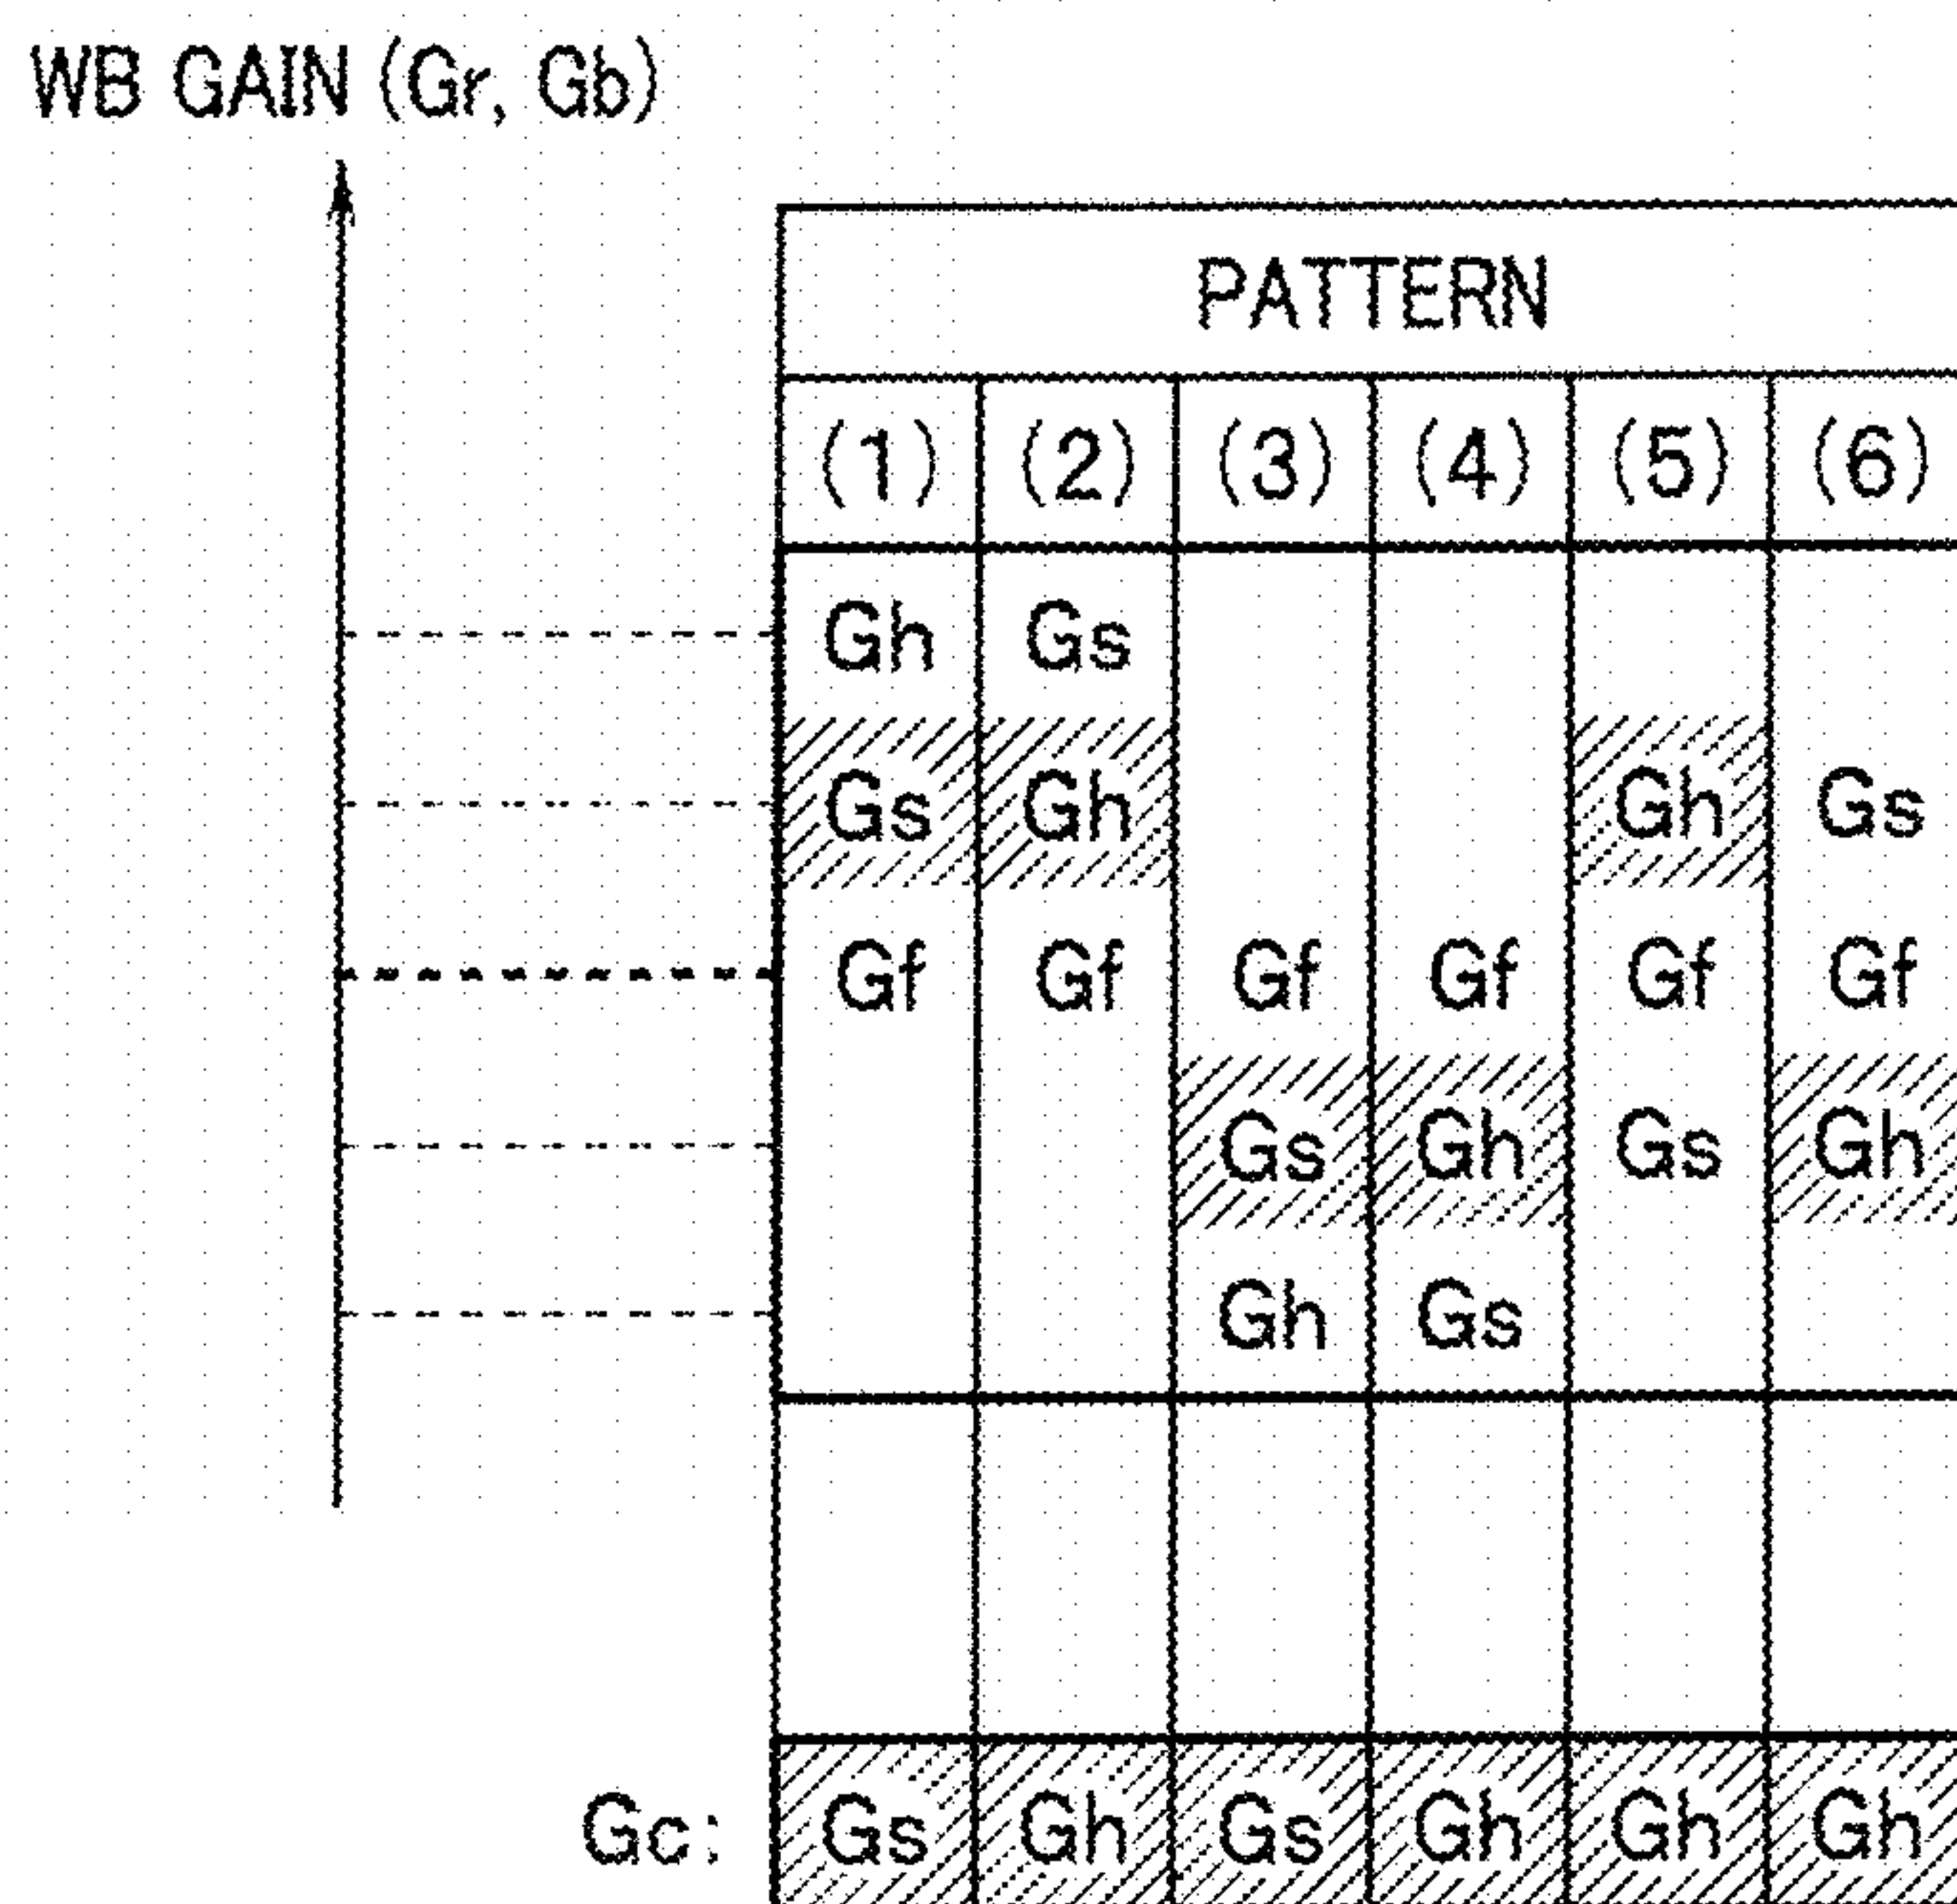 WB GAIN (Gr, Gb)
PATTERN
(1) (2) (3) (4) (5) (6)
Gh Gs
Gs Gh Gh Gs
Gf Gf Gf Gf Gf Gf
Gs Gh Gs Gh
Gh Gs
Gc: Gs Gh Gs Gh Gh Gh